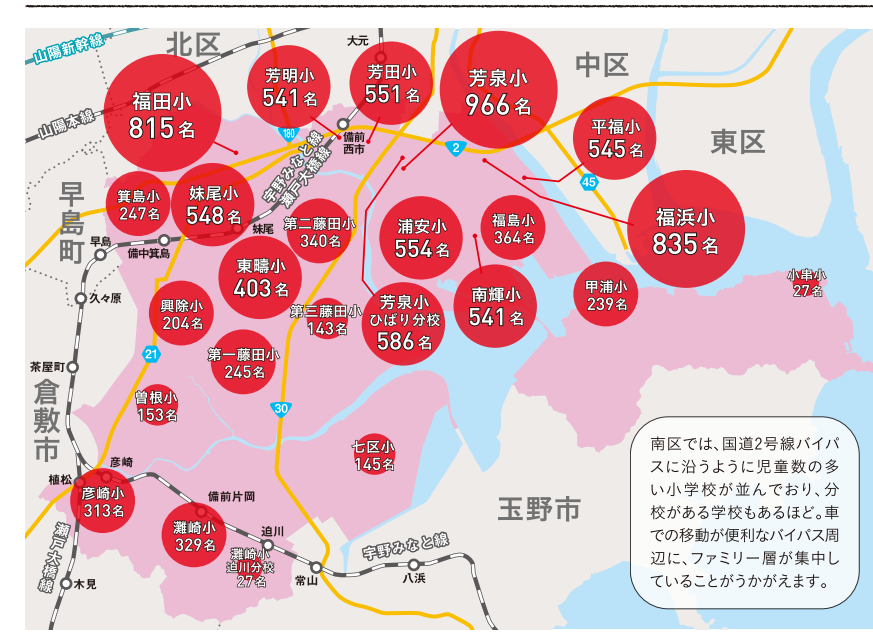 山陽新幹線
北区
大元
中区
東区
山陽本線
福田小
815名
芳明小
541名
芳田小
551名
芳泉小
966名
平福小
545名
180
備前
西市
2
45
宇野みなと線
瀬戸大橋線
早島町
箕島小
247名
妹尾小
548名
妹尾
第二藤田小
340名
浦安小
554名
福島小
364名
福浜小
835名
早島
備中箕島
東疇小
403名
久々原
興除小
204名
第三藤田小
143名
芳泉小
ひばり分校
586名
南輝小
541名
甲浦小
239名
小串小
27名
21
第一藤田小
245名
茶屋町
倉敷市
曽根小
153名
30
七区小
145名
彦崎
植松
彦崎小
313名
備前片岡
灘崎小
329名
迫川
灘崎小
迫川分校
27名
常山
宇野みなと線
八浜
玉野市
瀬戸大橋線
木見
南区では、国道2号線バイパ
スに沿うように児童数の多
い小学校が並んでおり、分
校がある学校もあるほど。車
での移動が便利なバイパス周
辺に、ファミリー層が集中し
ていることがうかがえます。